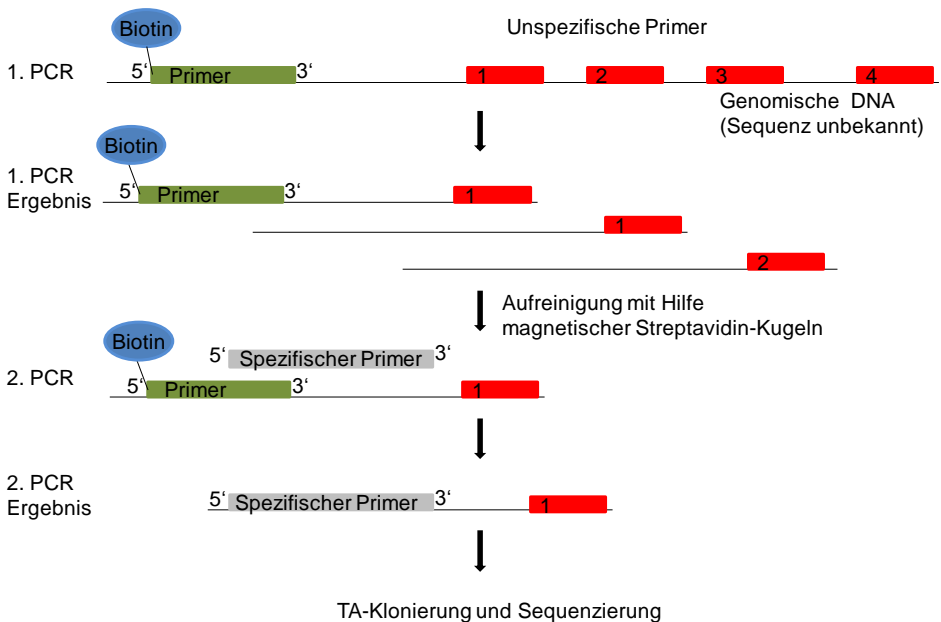 Biotin
Unspezifische Primer
1. PCR
5‘ Primer 3‘
1 2 3 4
Genomische DNA
(Sequenz unbekannt)
Biotin
1. PCR
Ergebnis
5‘ Primer 3‘
1
1
2
Aufreinigung mit Hilfe
magnetischer Streptavidin-Kugeln
Biotin
5‘ Spezifischer Primer 3‘
2. PCR
5‘ Primer 3‘
1
2. PCR
Ergebnis
5‘ Spezifischer Primer 3‘
1
TA-Klonierung und Sequenzierung